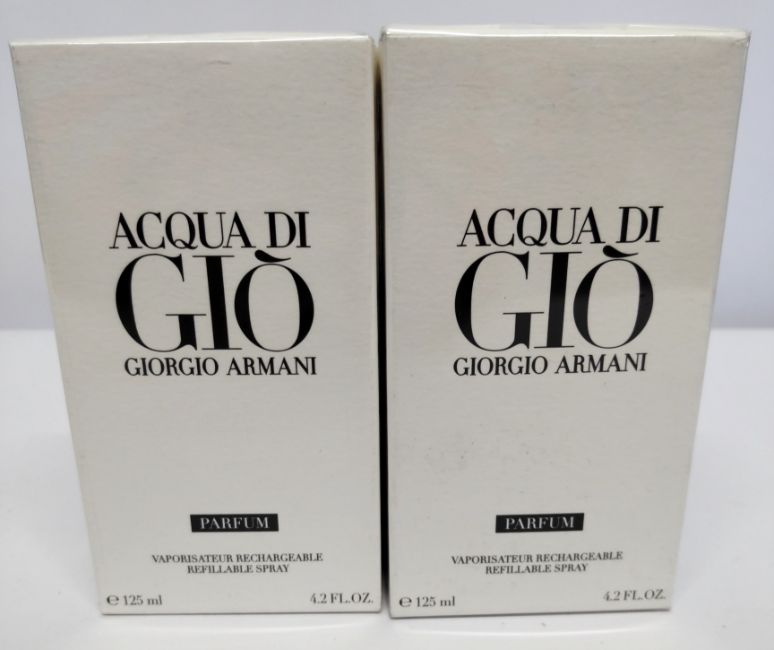 ACQUA DI
GIÒ
GIORGIO ARMANI
PARFUM
VAPORISATEUR RECHARGEABLE
REFILLABLE SPRAY
℮ 125 ml 4.2 FL.OZ.
ACQUA DI
GIÒ
GIORGIO ARMANI
PARFUM
VAPORISATEUR RECHARGEABLE
REFILLABLE SPRAY
℮ 125 ml 4.2 FL.OZ.